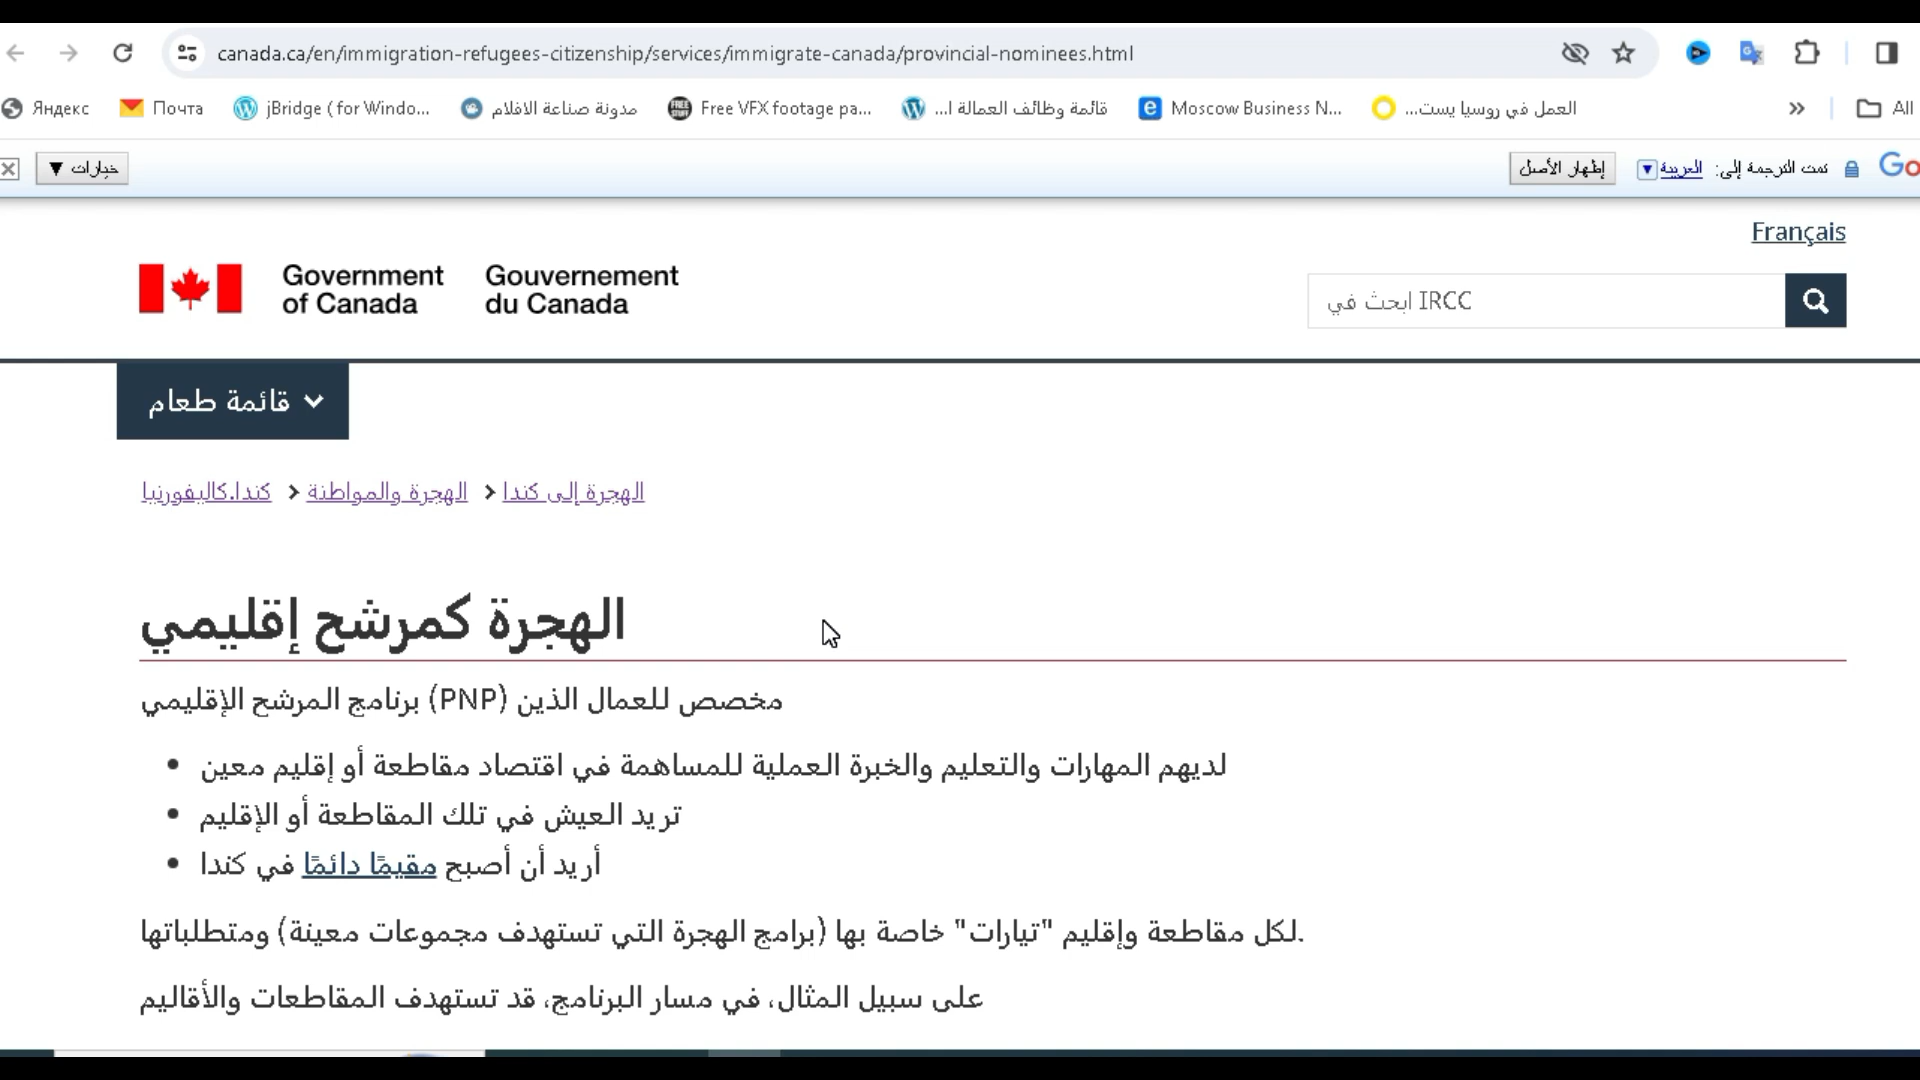 canada.ca/en/immigration-refugees-citizenship/services/immigrate-canada/provincial-nominees.html
Яндекс
Почта
jBridge ( for Windo...
مدونة صناعة الافلام
Free VFX footage pa...
قائمة وظائف العمالة ا...
Moscow Business N...
العمل في روسيا يست...
»
All
خيارات ▼
إظهار الأصل
تمت الترجمة إلى: العربية
Go
Français
Government of Canada
Gouvernement du Canada
ابحث في IRCC
قائمة طعام
كندا.كاليفورنيا > الهجرة والمواطنة > الهجرة إلى كندا
الهجرة كمرشح إقليمي
برنامج المرشح الإقليمي (PNP) مخصص للعمال الذين
• لديهم المهارات والتعليم والخبرة العملية للمساهمة في اقتصاد مقاطعة أو إقليم معين
• تريد العيش في تلك المقاطعة أو الإقليم
• أريد أن أصبح مقيمًا دائمًا في كندا
لكل مقاطعة وإقليم "تيارات" خاصة بها (برامج الهجرة التي تستهدف مجموعات معينة) ومتطلباتها.
على سبيل المثال، في مسار البرنامج، قد تستهدف المقاطعات والأقاليم